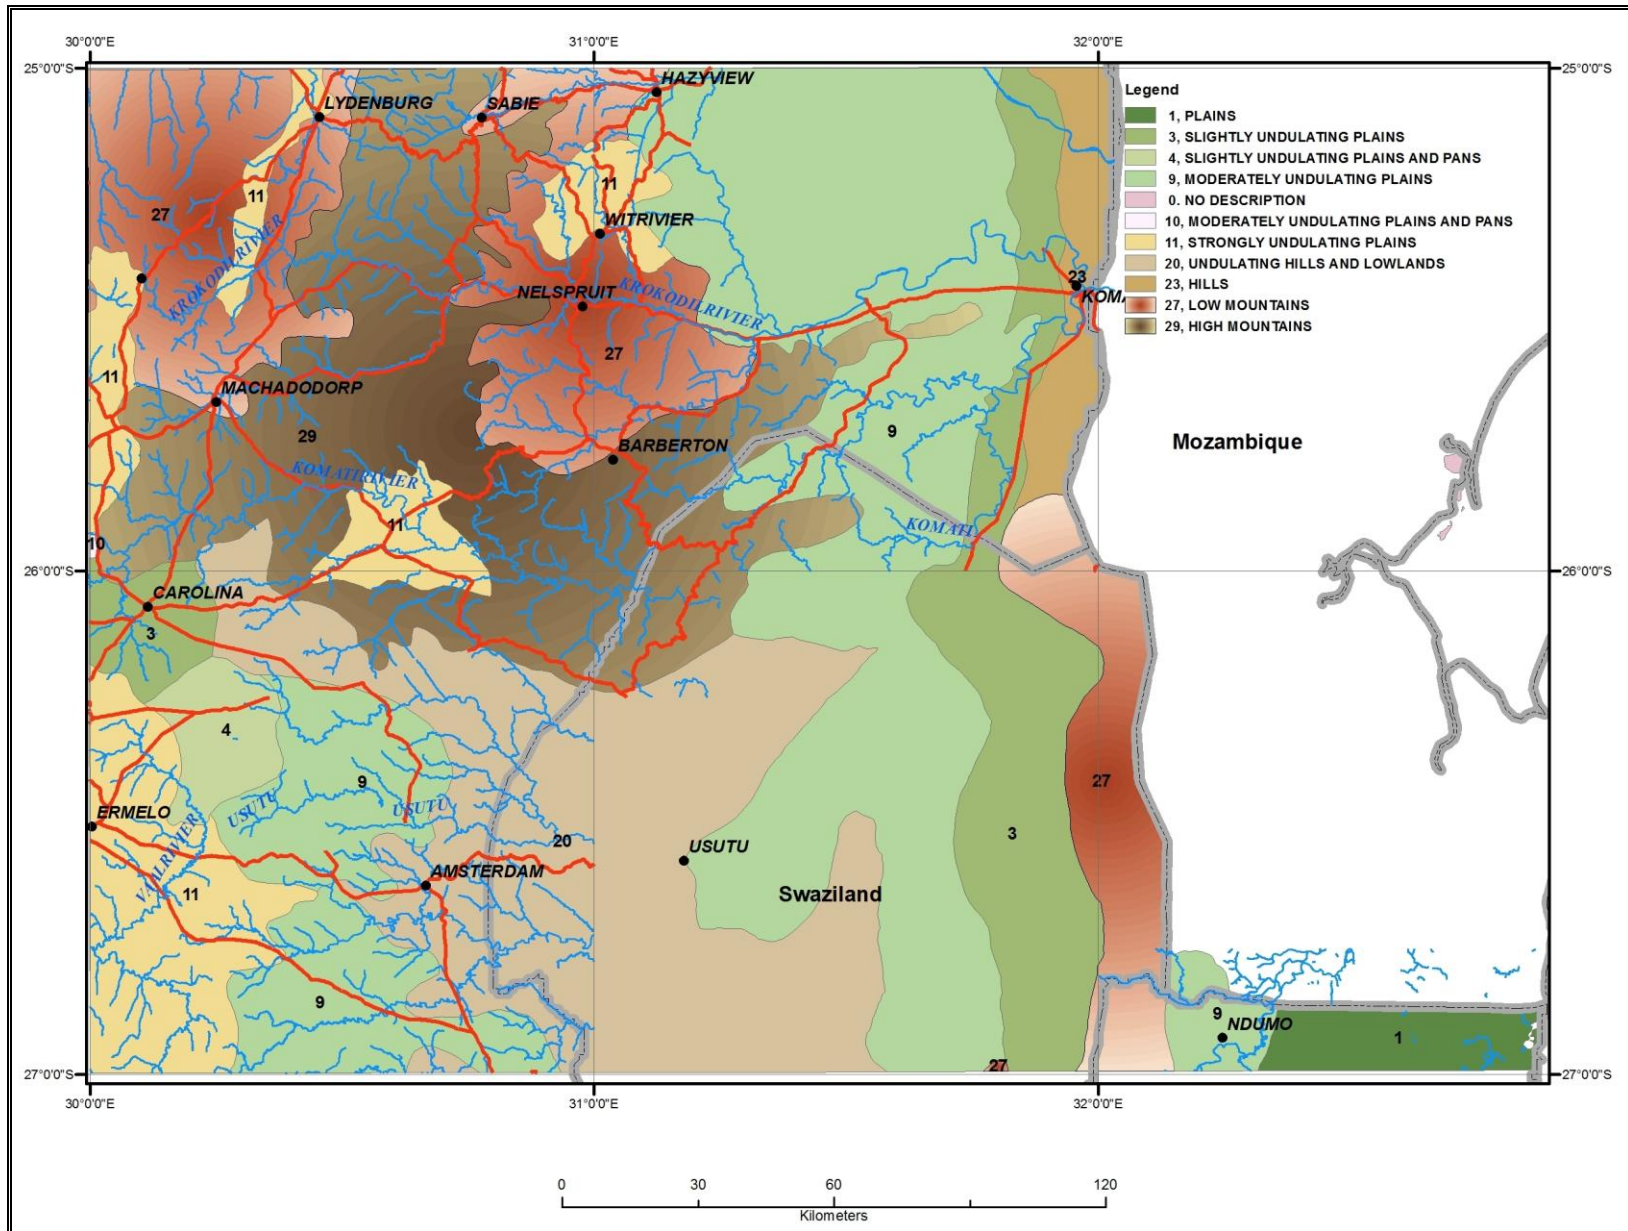 30°0'0"E 31°0'0"E 32°0'0"E
25°0'0"S 25°0'0"S
HAZYVIEW
LYDENBURG SABIE
Legend
1, PLAINS
3, SLIGHTLY UNDULATING PLAINS
4, SLIGHTLY UNDULATING PLAINS AND PANS
9, MODERATELY UNDULATING PLAINS
0. NO DESCRIPTION
10, MODERATELY UNDULATING PLAINS AND PANS
11, STRONGLY UNDULATING PLAINS
20, UNDULATING HILLS AND LOWLANDS
23, HILLS
27, LOW MOUNTAINS
29, HIGH MOUNTAINS
11 11
27
WITRIVIER
KROKODILRIVIER
23
NELSPRUIT KROKODILRIVIER KOMA
27
11
MACHADODORP
29 9
BARBERTON Mozambique
KOMATIRIVIER
11 KOMATI
10
26°0'0"S 26°0'0"S
CAROLINA
3
4
9 27
USUTU USUTU
ERMELO
VAALRIVIER 20 3
USUTU
AMSTERDAM
11 Swaziland
9
9
NDUMO
1
27
27°0'0"S 27°0'0"S
30°0'0"E 31°0'0"E 32°0'0"E
0 30 60 120
Kilometers